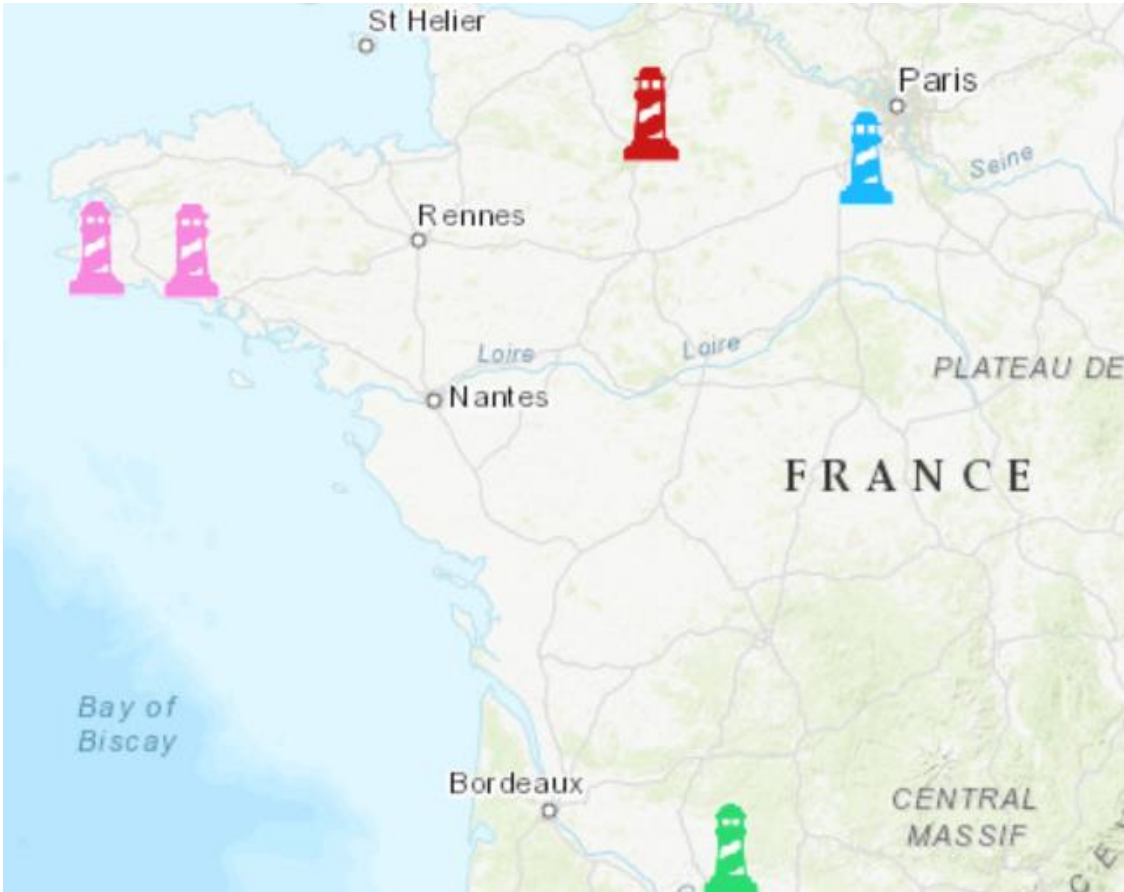 St Helier
Paris
Seine
Rennes
Loire
Loire
PLATEAU DE
Nantes
FRANCE
Bay of
Biscay
Bordeaux
CENTRAL
MASSIF
C E